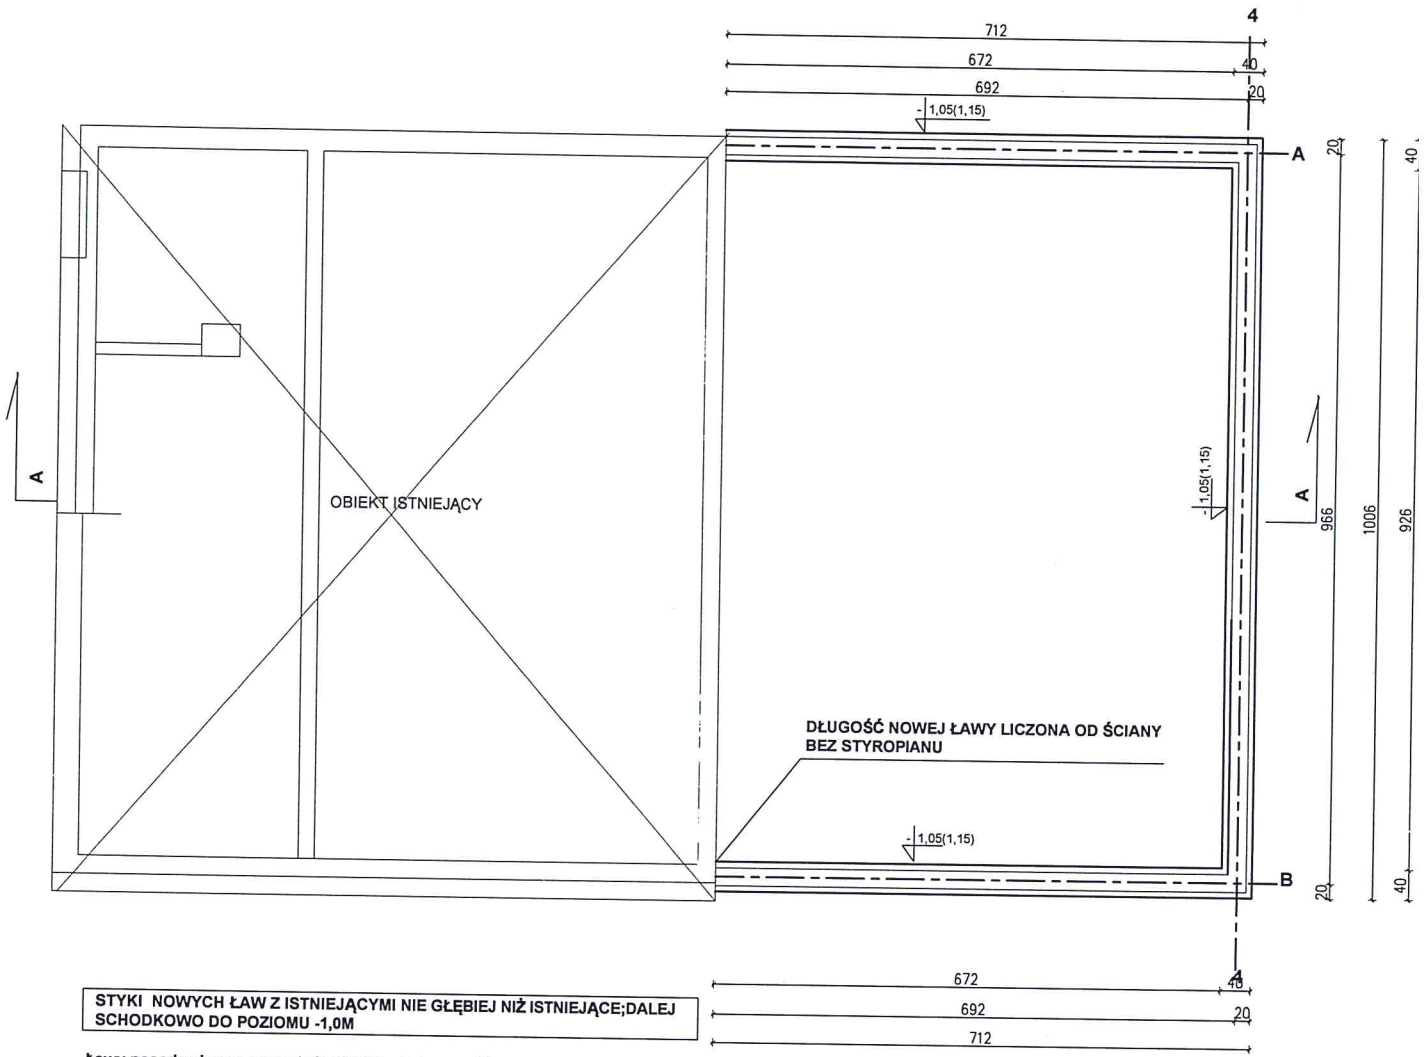 4
712
672
40
692
20
- 1,05(1,15)
A
20
40
OBIEKT ISTNIEJĄCY
A
- 1,05(1,15)
A
966
1006
926
DŁUGOŚĆ NOWEJ ŁAWY LICZONA OD ŚCIANY
BEZ STYROPIANU
- 1,05(1,15)
B
20
40
4
672
40
692
20
712
STYKI NOWYCH ŁAW Z ISTNIEJĄCYMI NIE GŁĘBIEJ NIŻ ISTNIEJĄCE;DALEJ
SCHODKOWO DO POZIOMU -1,0M